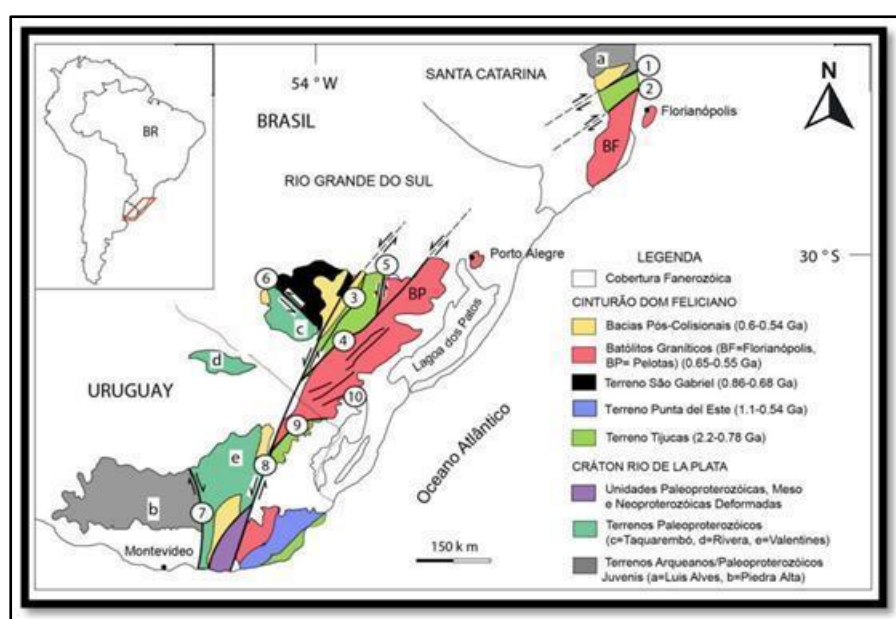 BR
54 ° W
SANTA CATARINA
a
1
2
N
BRASIL
Florianópolis
BF
RIO GRANDE DO SUL
Porto Alegre
30 ° S
6
5
3
BP
c
4
Lagoa dos Patos
d
URUGUAY
10
9
Oceano Atlântico
e
8
b
7
Montevideo
150 k m
LEGENDA
Cobertura Fanerozóica
CINTURÃO DOM FELICIANO
Bacias Pós-Colisionais (0.6-0.54 Ga)
Batólitos Graníticos (BF=Florianópolis,
BP= Pelotas) (0.65-0.55 Ga)
Terreno São Gabriel (0.86-0.68 Ga)
Terreno Punta del Este (1.1-0.54 Ga)
Terreno Tijucas (2.2-0.78 Ga)
CRÁTON RIO DE LA PLATA
Unidades Paleoproterózóicas, Meso
e Neoproterozóicas Deformadas
Terrenos Paleoproterozóicos
(c=Taquarembó, d=Rivera, e=Valentines)
Terrenos Arqueanos/Paleoproterozóicos
Juvenis (a=Luis Alves, b=Piedra Alta)